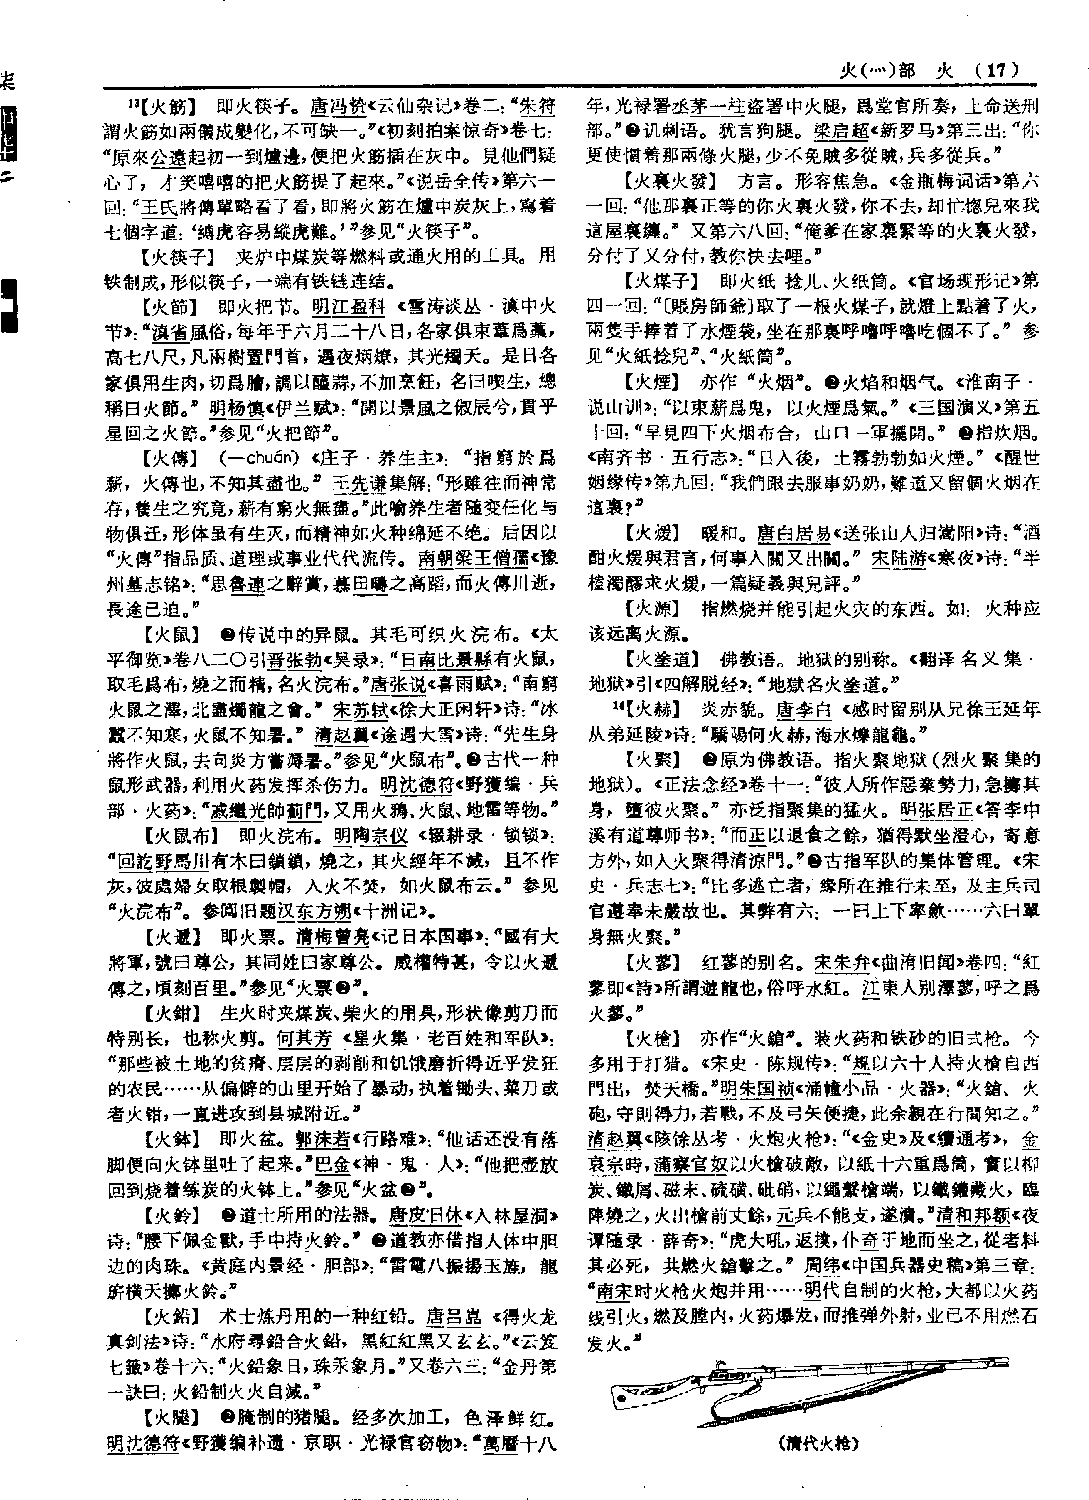 火(灬)部 火 (17)
¹³【火筋】 即火筷子。唐冯贽《云仙杂记》卷二：“朱符
謂火筋如兩儀成變化，不可缺一。”《初刻拍案惊奇》卷七：
“原來公遠起初一到爐邊，便把火筋插在灰中。見他們疑
心了，才笑嘻嘻的把火筋提了起來。”《说岳全传》第六一
回：“王氏將傳單略看了看，即將火筋在爐中炭灰上，寫着
七個字道：‘縛虎容易縱虎難。’”参见“火筷子”。
【火筷子】 夹炉中煤炭等燃料或通火用的工具。用
铁制成，形似筷子，一端有铁链连结。
【火節】 即火把节。明江盈科《雪涛谈丛·滇中火
节》：“滇省風俗，每年于六月二十八日，各家俱束葦爲藁，
高七八尺，凡兩樹置門首，遇夜炳燎，其光燭天。是日各
家俱用生肉，切爲膾，調以醯蒜，不加烹飪，名曰喫生，總
稱曰火節。”明杨慎《伊兰赋》：“開以景風之俶辰兮，貫乎
星回之火節。”参见“火把節”。
【火傳】 (—chuán)《庄子·养生主》：“指窮於爲
薪，火傳也，不知其盡也。”王先谦集解：“形雖往而神常
存，養生之究竟，薪有窮火無盡。”此喻养生者随变任化与
物俱迁，形体虽有生灭，而精神如火种绵延不绝。后因以
“火傳”指品质、道理或事业代代流传。南朝梁王僧孺《豫
州墓志铭》：“思魯連之辭賞，慕田疇之高蹈，而火傳川逝，
長途已迫。”
【火鼠】 ❶传说中的异鼠。其毛可织火浣布。《太
平御览》卷八二〇引晋张勃《吴录》：“日南比景縣有火鼠，
取毛爲布，燒之而精，名火浣布。”唐张说《喜雨赋》：“南窮
火鼠之澤，北盡燭龍之會。”宋苏轼《徐大正闲轩》诗：“冰
蠶不知寒，火鼠不知暑。”清赵翼《途遇大雪》诗：“先生身
將作火鼠，去向炎方嘗溽暑。”参见“火鼠布”。❷古代一种
鼠形武器，利用火药发挥杀伤力。明沈德符《野獲编·兵
部·火药》：“戚繼光帥薊門，又用火鴉、火鼠、地雷等物。”
【火鼠布】 即火浣布。明陶宗仪《辍耕录·锁锁》：
“回訖野馬川有木曰鎖鎖，燒之，其火經年不滅，且不作
灰，彼處婦女取根製帽，入火不焚，如火鼠布云。”参见
“火浣布”。参阅旧题汉东方朔《十洲记》。
【火遞】 即火票。清梅曾亮《记日本国事》：“國有大
將軍，號曰尊公，其同姓曰家尊公。威權特甚，令以火遞
傳之，頃刻百里。”参见“火票❷”。
【火鉗】 生火时夹煤炭、柴火的用具，形状像剪刀而
特别长，也称火剪。何其芳《星火集·老百姓和军队》：
“那些被土地的贫瘠、层层的剥削和饥饿磨折得近乎发狂
的农民……从偏僻的山里开始了暴动，执着锄头、菜刀或
者火钳，一直进攻到县城附近。”
【火鉢】 即火盆。郭沫若《行路难》：“他话还没有落
脚便向火钵里吐了起来。”巴金《神·鬼·人》：“他把壶放
回到烧着练炭的火钵上。”参见“火盆❷”。
【火鈴】 ❶道士所用的法器。唐皮日休《入林屋洞》
诗：“腰下佩金獸，手中持火鈴。”❷道教亦借指人体中胆
边的肉珠。《黄庭内景经·胆部》：“雷電八振揚玉旌，龍
旂橫天擲火鈴。”
【火鉛】 术士炼丹用的一种红铅。唐吕喦《得火龙
真剑法》诗：“水府尋鉛合火鉛，黑紅紅黑又玄玄。”《云笈
七籤》卷十六：“火鉛象日，珠汞象月。”又卷六三：“金丹第
一訣曰：火鉛制火火自滅。”
【火腿】 ❶腌制的猪腿。经多次加工，色泽鲜红。
明沈德符《野獲编补遗·京职·光禄官窃物》：“萬曆十八
年，光禄署丞茅一柱盗署中火腿，爲堂官所奏，上命送刑
部。”❷讥刺语。犹言狗腿。梁启超《新罗马》第三出：“你
更使慣着那兩條火腿，少不免賊多從賊，兵多從兵。”
【火裏火發】 方言。形容焦急。《金瓶梅词话》第六
一回：“他那裏正等的你火裏火發，你不去，却忙惚兒來我
這屋裏纏。”又第六八回：“俺爹在家裏緊等的火裏火發，
分付了又分付，教你快去哩。”
【火煤子】 即火纸捻儿、火纸筒。《官场现形记》第
四一回：“〔賬房師爺〕取了一根火煤子，就燈上點着了火，
兩隻手捧着了水煙袋，坐在那裏呼嚕呼嚕吃個不了。”参
见“火紙捻兒”、“火紙筒”。
【火煙】 亦作“火烟”。❶火焰和烟气。《淮南子·
说山训》：“以束薪爲鬼，以火煙爲氣。”《三国演义》第五
十回：“早見四下火烟布合，山口一軍擺開。”❷指炊烟。
《南齐书·五行志》：“日入後，土霧勃勃如火煙。”《醒世
姻缘传》第九回：“我們跟去服事奶奶，難道又留個火烟在
這裏?”
【火煖】 暖和。唐白居易《送张山人归嵩阳》诗：“酒
酣火煖與君言，何事入關又出關。”宋陆游《寒夜》诗：“半
榼濁醪求火煖，一篇疑義與兒評。”
【火源】 指燃烧并能引起火灾的东西。如：火种应
该远离火源。
【火塗道】 佛教语。地狱的别称。《翻译名义集·
地狱》引《四解脱经》：“地獄名火塗道。”
¹⁴【火赫】 炎赤貌。唐李白《感时留别从兄徐王延年
从弟延陵》诗：“驕陽何火赫，海水爍龍龜。”
【火聚】 ❶原为佛教语。指火聚地狱(烈火聚集的
地狱)。《正法念经》卷十一：“彼人所作惡業勢力，急擲其
身，墮彼火聚。”亦泛指聚集的猛火。明张居正《答李中
溪有道尊师书》：“而正以退食之餘，猶得默坐澄心，寄意
方外，如入火聚得清涼門。”❷古指军队的集体管理。《宋
史·兵志七》：“比多逃亡者，緣所在推行未至，及主兵司
官遵奉未嚴故也。其弊有六：一曰上下率斂……六曰單
身無火聚。”
【火蓼】 红蓼的别名。宋朱弁《曲洧旧闻》卷四：“紅
蓼即《詩》所謂遊龍也，俗呼水紅。江東人别澤蓼，呼之爲
火蓼。”
【火槍】 亦作“火鎗”。装火药和铁砂的旧式枪。今
多用于打猎。《宋史·陈规传》：“規以六十人持火槍自西
門出，焚天橋。”明朱国祯《涌幢小品·火器》：“火鎗、火
砲，守則得力，若戰，不及弓矢便捷，此余親在行間知之。”
清赵翼《陔馀丛考·火炮火枪》：“《金史》及《續通考》，金
哀宗時，蒲察官奴以火槍破敵，以紙十六重爲筒，實以柳
炭、鐵屑、磁末、硫磺、砒硝，以繩繫槍端，以鐵罐藏火，臨
陣燒之，火出槍前丈餘，元兵不能支，遂潰。”清和邦额《夜
谭随录·薛奇》：“虎大吼，返撲，仆奇于地而坐之，從者料
其必死，共燃火鎗擊之。”周纬《中国兵器史稿》第三章：
“南宋时火枪火炮并用……明代自制的火枪，大都以火药
线引火，燃及膛内，火药爆发，而推弹外射，业已不用燃石
发火。”
(清代火枪)